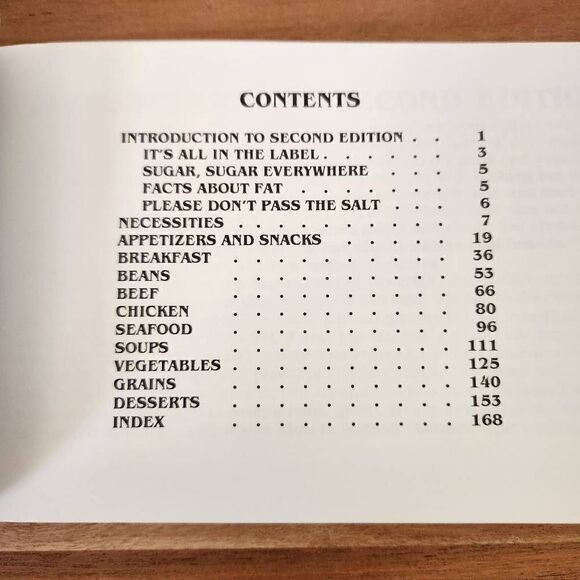 CONTENTS
INTRODUCTION TO SECOND EDITION . . 1
IT'S ALL IN THE LABEL . . . . . . 3
SUGAR, SUGAR EVERYWHERE . . . . 5
FACTS ABOUT FAT . . . . . . . 5
PLEASE DON'T PASS THE SALT . . . . 6
NECESSITIES . . . . . . . . . . 7
APPETIZERS AND SNACKS . . . . . 19
BREAKFAST . . . . . . . . . . 36
BEANS . . . . . . . . . . 53
BEEF . . . . . . . . . . 66
CHICKEN . . . . . . . . . . 80
SEAFOOD . . . . . . . . . . 96
SOUPS . . . . . . . . . . 111
VEGETABLES . . . . . . . . . . 125
GRAINS . . . . . . . . . . 140
DESSERTS . . . . . . . . . . 153
INDEX . . . . . . . . . . 168